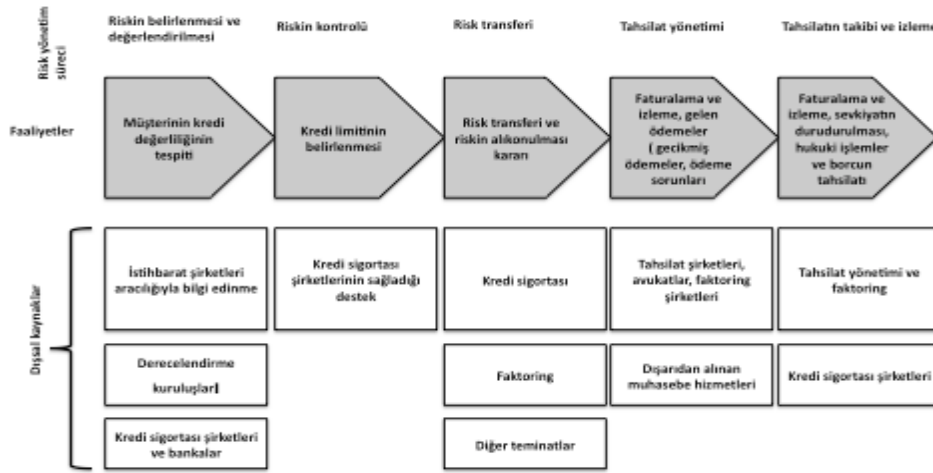 Risk yönetim
süreci
Riskin belirlenmesi ve
değerlendirilmesi
Riskin kontrolü
Risk transferi
Tahsilat yönetimi
Tahsilatın takibi ve izleme
Faaliyetler
Müşterinin kredi
değerliliğinin
tespiti
Kredi limitinin
belirlenmesi
Risk transferi ve
riskin alıkonulması
kararı
Faturalama ve
izleme, gelen
ödemeler
( gecikmiş
ödemeler, ödeme
sorunları)
Faturalama ve
izleme, sevkiyatın
durudurulması,
hukuki işlemler
ve borcun
tahsilatı
Dışsal kaynaklar
İstihbarat şirketleri
aracılığıyla bilgi edinme
Kredi sigortası
şirketlerinin sağladığı
destek
Kredi sigortası
Tahsilat şirketleri,
avukatlar, faktoring
şirketleri
Tahsilat yönetimi ve
faktoring
Derecelendirme
kuruluşları
Faktoring
Dışarıdan alınan
muhasebe hizmetleri
Kredi sigortası şirketleri
Kredi sigortası şirketleri
ve bankalar
Diğer teminatlar